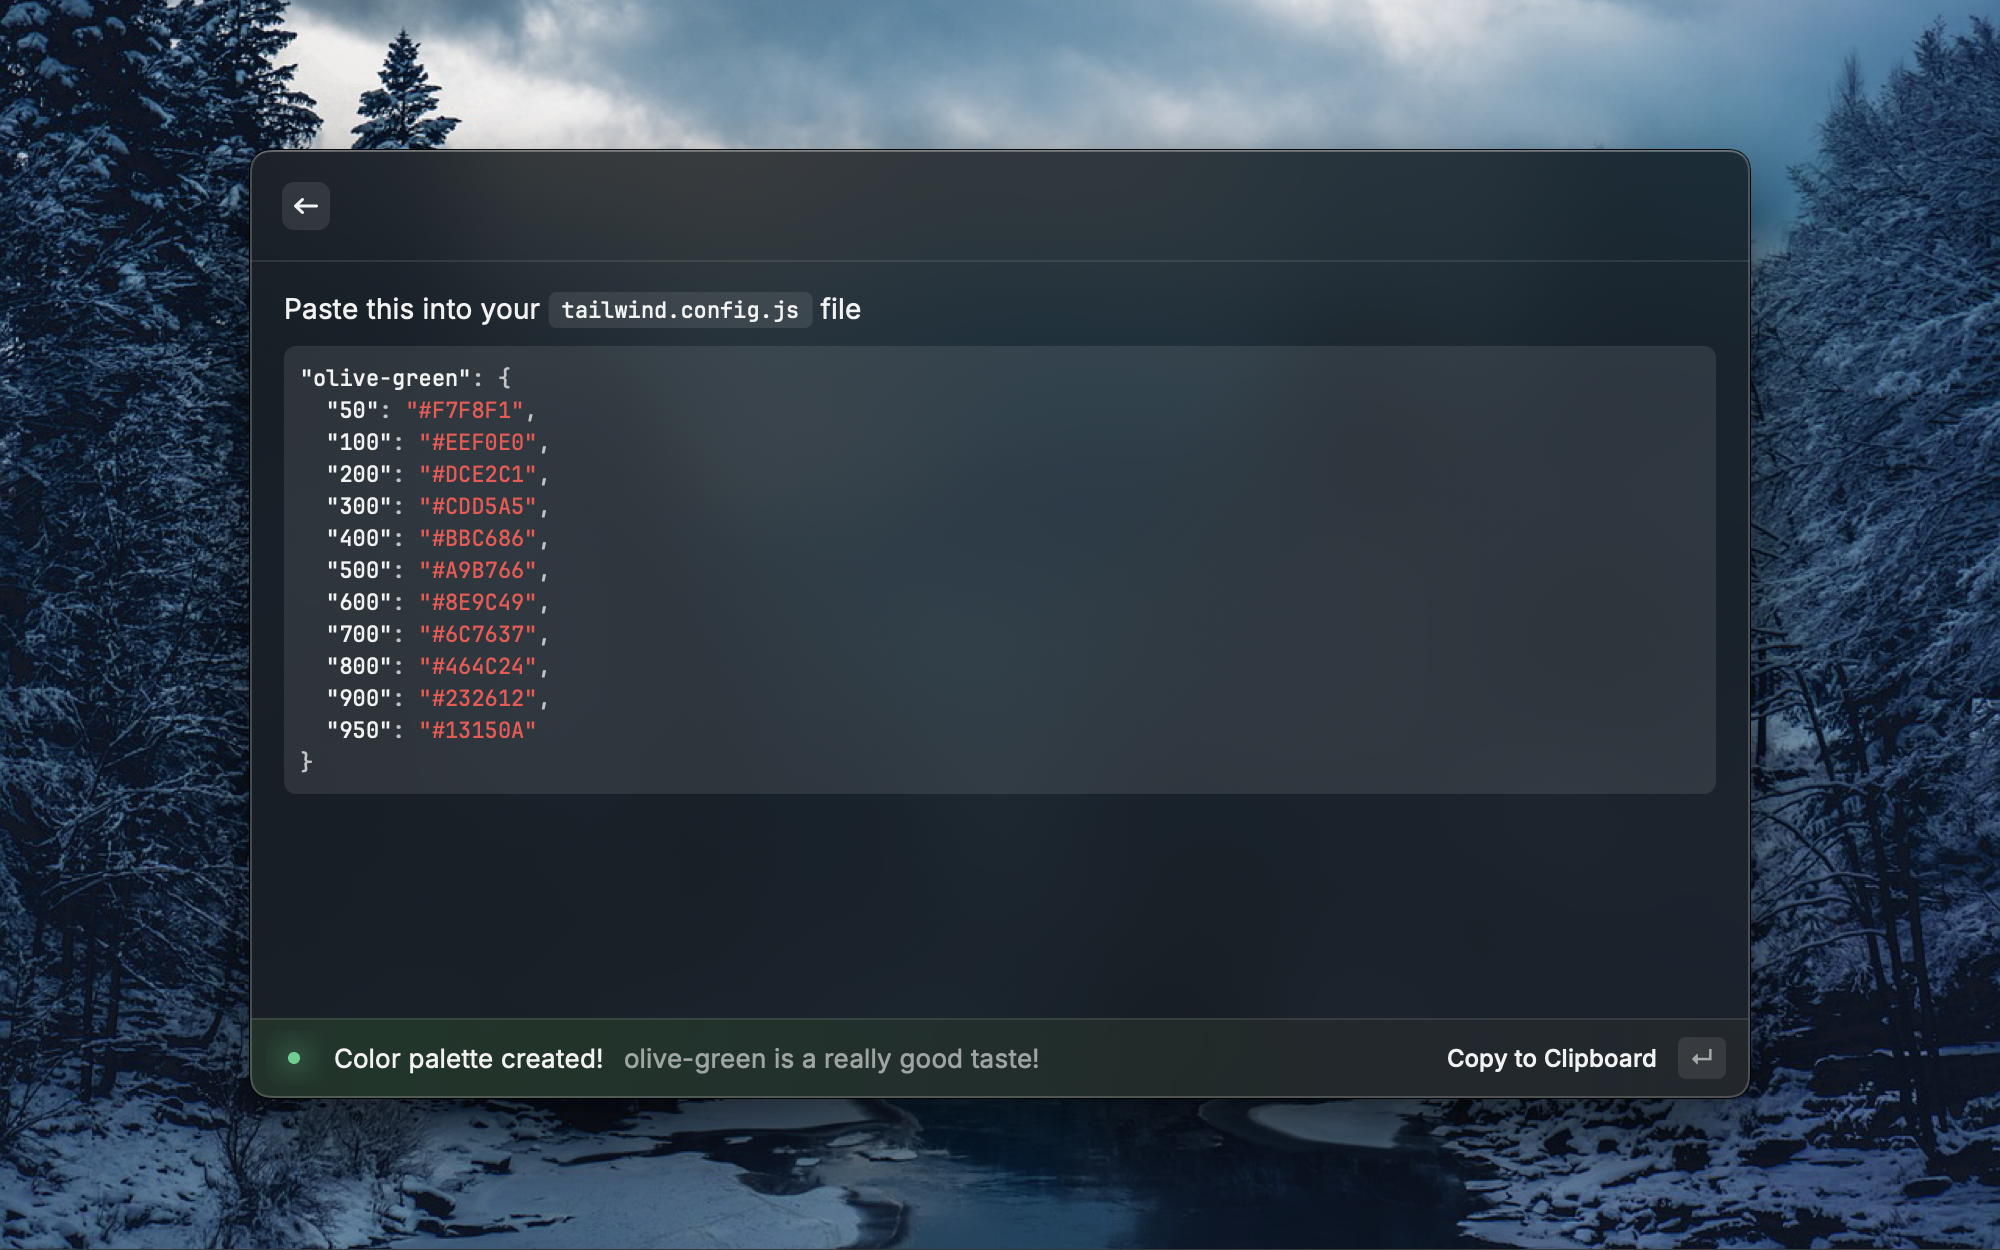 Paste this into your tailwind.config.js file
"olive-green": {
  "50": "#F7F8F1",
  "100": "#EEF0E0",
  "200": "#DCE2C1",
  "300": "#CDD5A5",
  "400": "#BBC686",
  "500": "#A9B766",
  "600": "#8E9C49",
  "700": "#6C7637",
  "800": "#464C24",
  "900": "#232612",
  "950": "#13150A"
}
Color palette created! olive-green is a really good taste!
Copy to Clipboard